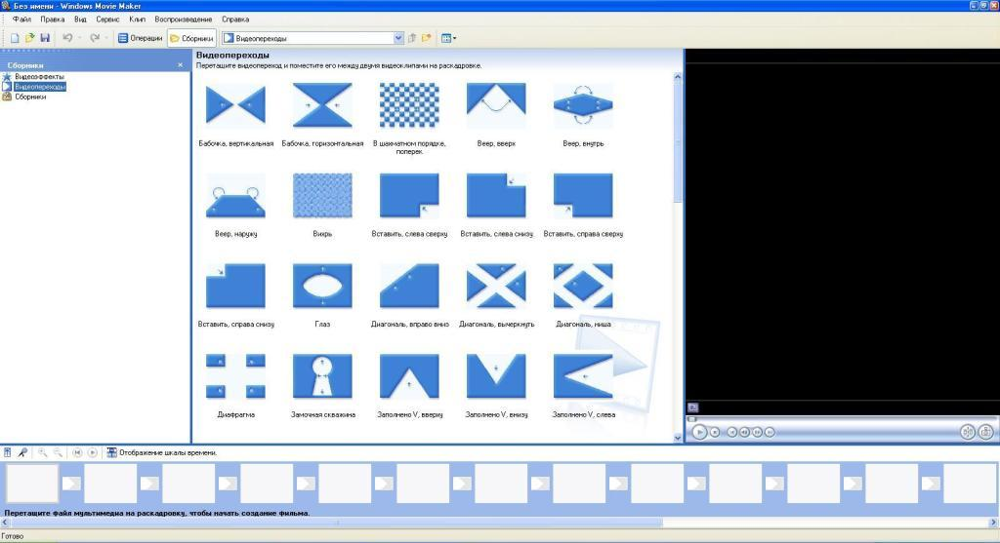 Без имени - Windows Movie Maker
Файл Правка Вид Сервис Клип Воспроизведение Справка
Операции Сборники Видеопереходы
Сборники
Видеоэффекты
Видеопереходы
Сборники
Видеопереходы
Перетащите видеопереход и поместите его между двумя видеоклипами на раскадровке.
Бабочка, вертикальная Бабочка, горизонтальная В шахматном порядке, Веер, вверх Веер, внутрь
поперек
Веер, наружу Вихрь Вставить, слева сверху Вставить, слева снизу Вставить, справа сверху
Вставить, справа снизу Глаз Диагональ, вправо вниз Диагональ, вычеркнуть Диагональ, ниша
Диафрагма Замочная скважина Заполнено V, вверху Заполнено V, внизу Заполнено V, слева
Отображение шкалы времени.
Перетащите файл мультимедиа на раскадровку, чтобы начать создание фильма.
Готово